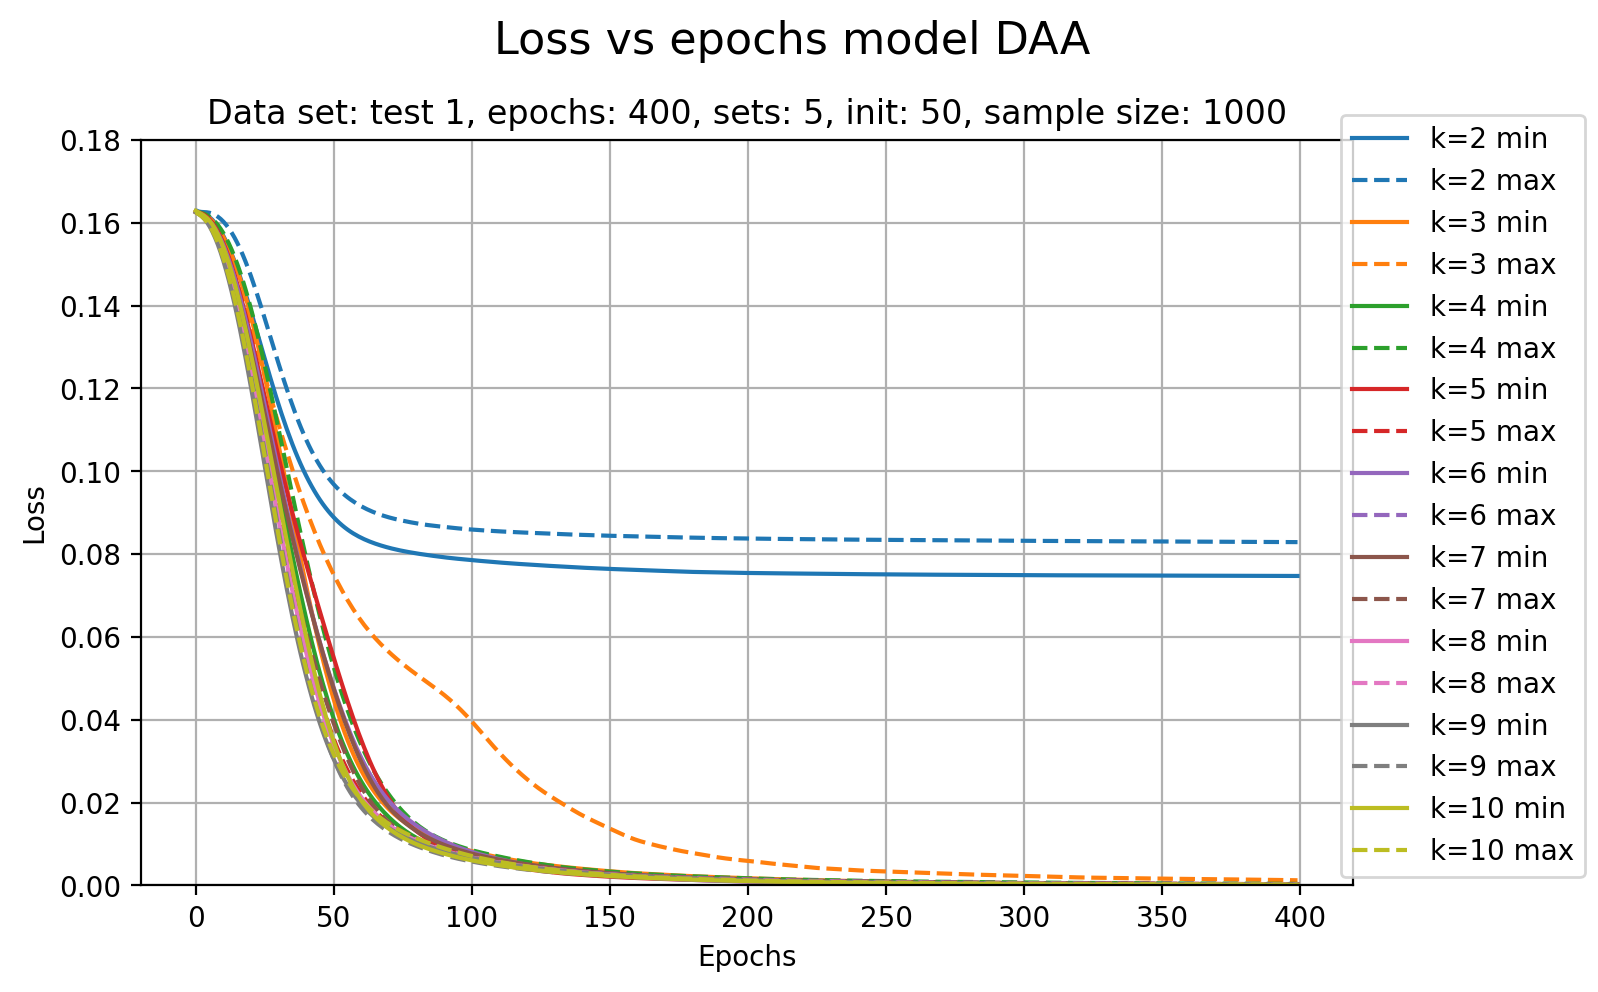 Loss vs epochs model DAA
Data set: test 1, epochs: 400, sets: 5, init: 50, sample size: 1000
0.18
0.16
0.14
0.12
0.10
0.08
0.06
0.04
0.02
0.00
Loss
0 50 100 150 200 250 300 350 400
Epochs
k=2 min
k=2 max
k=3 min
k=3 max
k=4 min
k=4 max
k=5 min
k=5 max
k=6 min
k=6 max
k=7 min
k=7 max
k=8 min
k=8 max
k=9 min
k=9 max
k=10 min
k=10 max